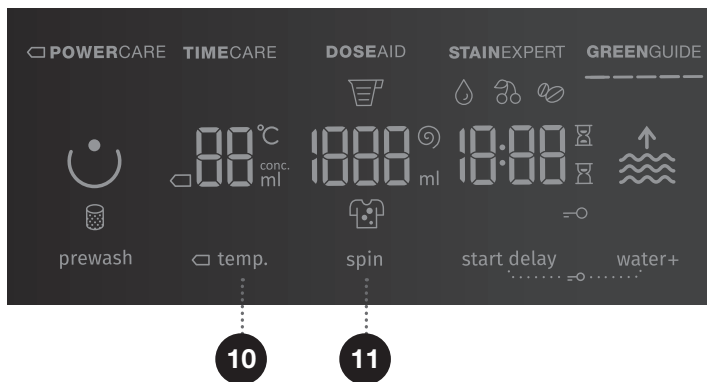 POWERCARE TIMECARE DOSEAID STAINEXPERT GREENGUIDE
88 °C conc. ml 1888 ml 18:88
prewash temp. spin start delay water+
10 11